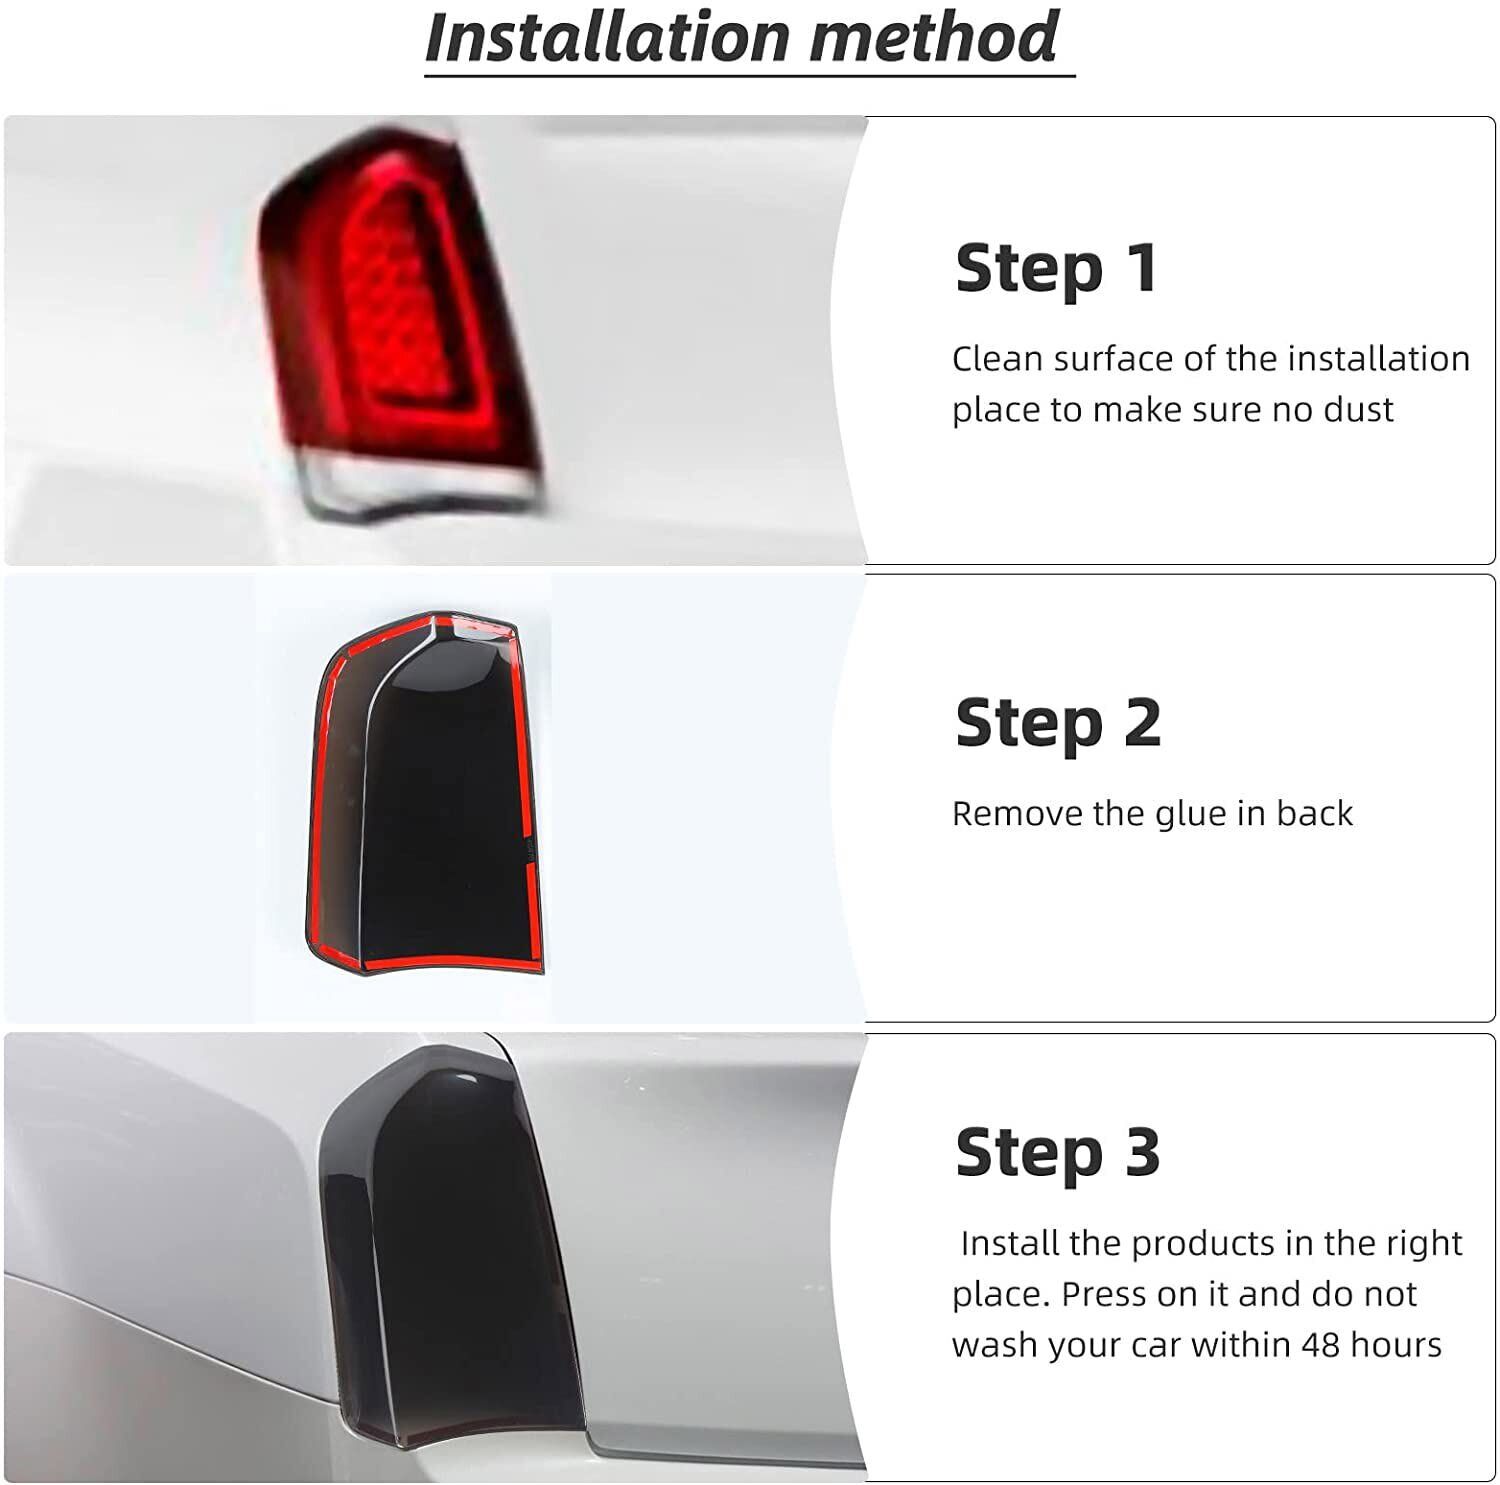 Installation method
Step 1
Clean surface of the installation
place to make sure no dust
Step 2
Remove the glue in back
Step 3
Install the products in the right
place. Press on it and do not
wash your car within 48 hours